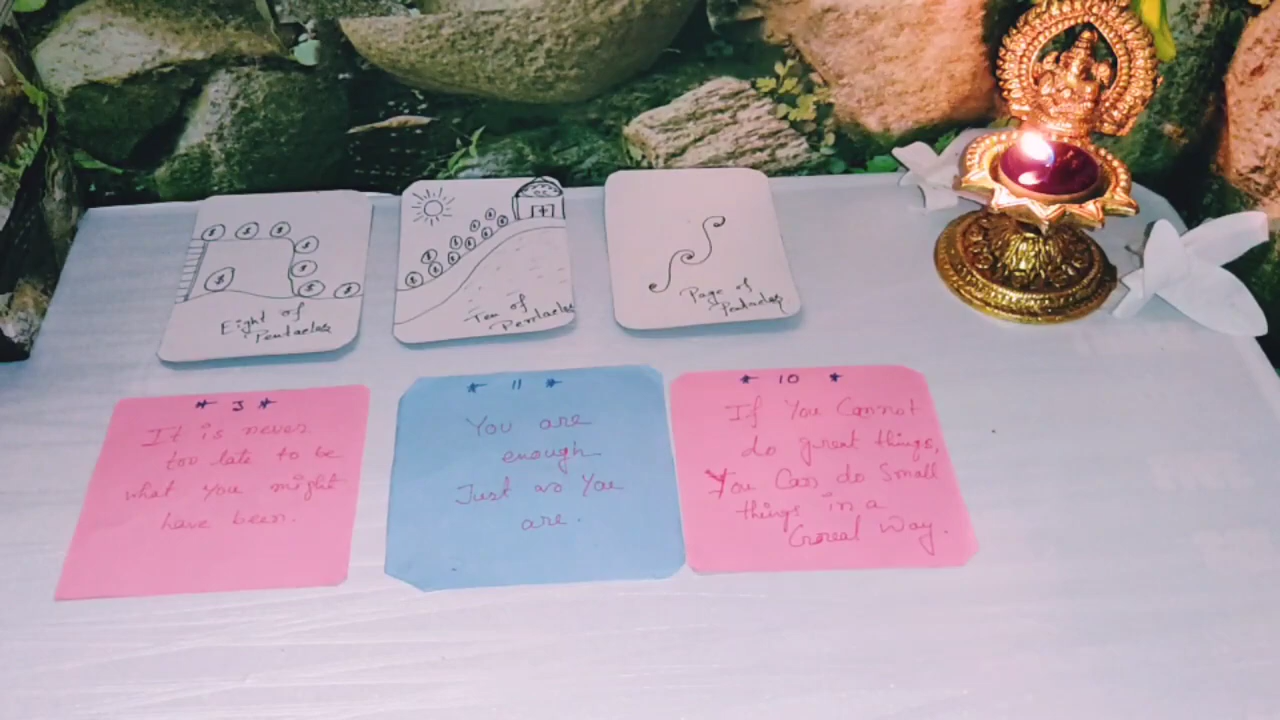 Eight of
Pentacles
Ten of
Pentacles
Page of
Pentacles
* 3 *
It is never
too late to be
what you might
have been.
* 11 *
You are
enough
Just as You
are.
* 10 *
If You Cannot
do great things,
You Can do Small
things in a
Great Way.